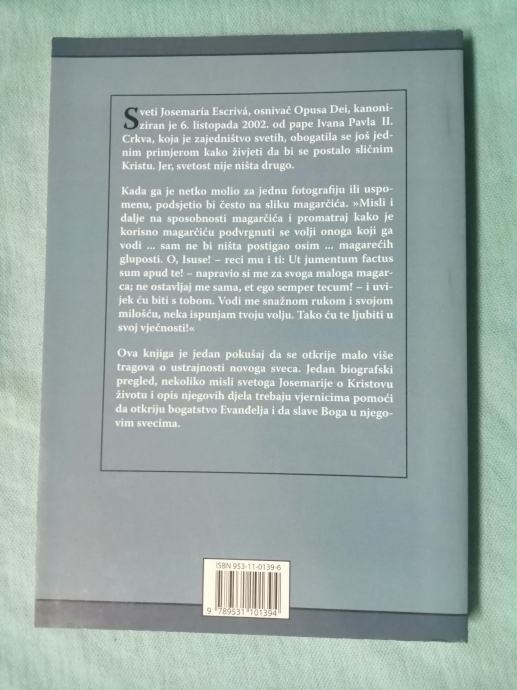 Sveti Josemaría Escrivá, osnivač Opusa Dei, kanoni-
ziran je 6. listopada 2002. od pape Ivana Pavla II.
Crkva, koja je zajedništvo svetih, obogatila se još jed-
nim primjerom kako živjeti da bi se postalo sličnim
Kristu. Jer, svetost nije ništa drugo.
Kada ga je netko molio za jednu fotografiju ili uspo-
menu, podsjetio bi često na sliku magarčića. »Misli i
dalje na sposobnosti magarčića i promatraj kako je
korisno magarčiću podvrgnuti se volji onoga koji ga
vodi ... sam ne bi ništa postigao osim ... magarećih
gluposti. O, Isuse! – reci mu i ti: Ut jumentum factus
sum apud te! – napravio si me za svoga maloga magar-
ca; ne ostavljaj me sama, et ego semper tecum! – i uvi-
jek ću biti s tobom. Vodi me snažnom rukom i svojom
milošću, neka ispunjam tvoju volju. Tako ću te ljubiti u
svoj vječnosti!«
Ova knjiga je jedan pokušaj da se otkrije malo više
tragova o ustrajnosti novoga sveca. Jedan biografski
pregled, nekoliko misli svetoga Josemarije o Kristovu
životu i opis njegovih djela trebaju vjernicima pomoći
da otkriju bogatstvo Evanđelja i da slave Boga u njego-
vim svecima.
ISBN 953-11-0139-6
9 789531 101394